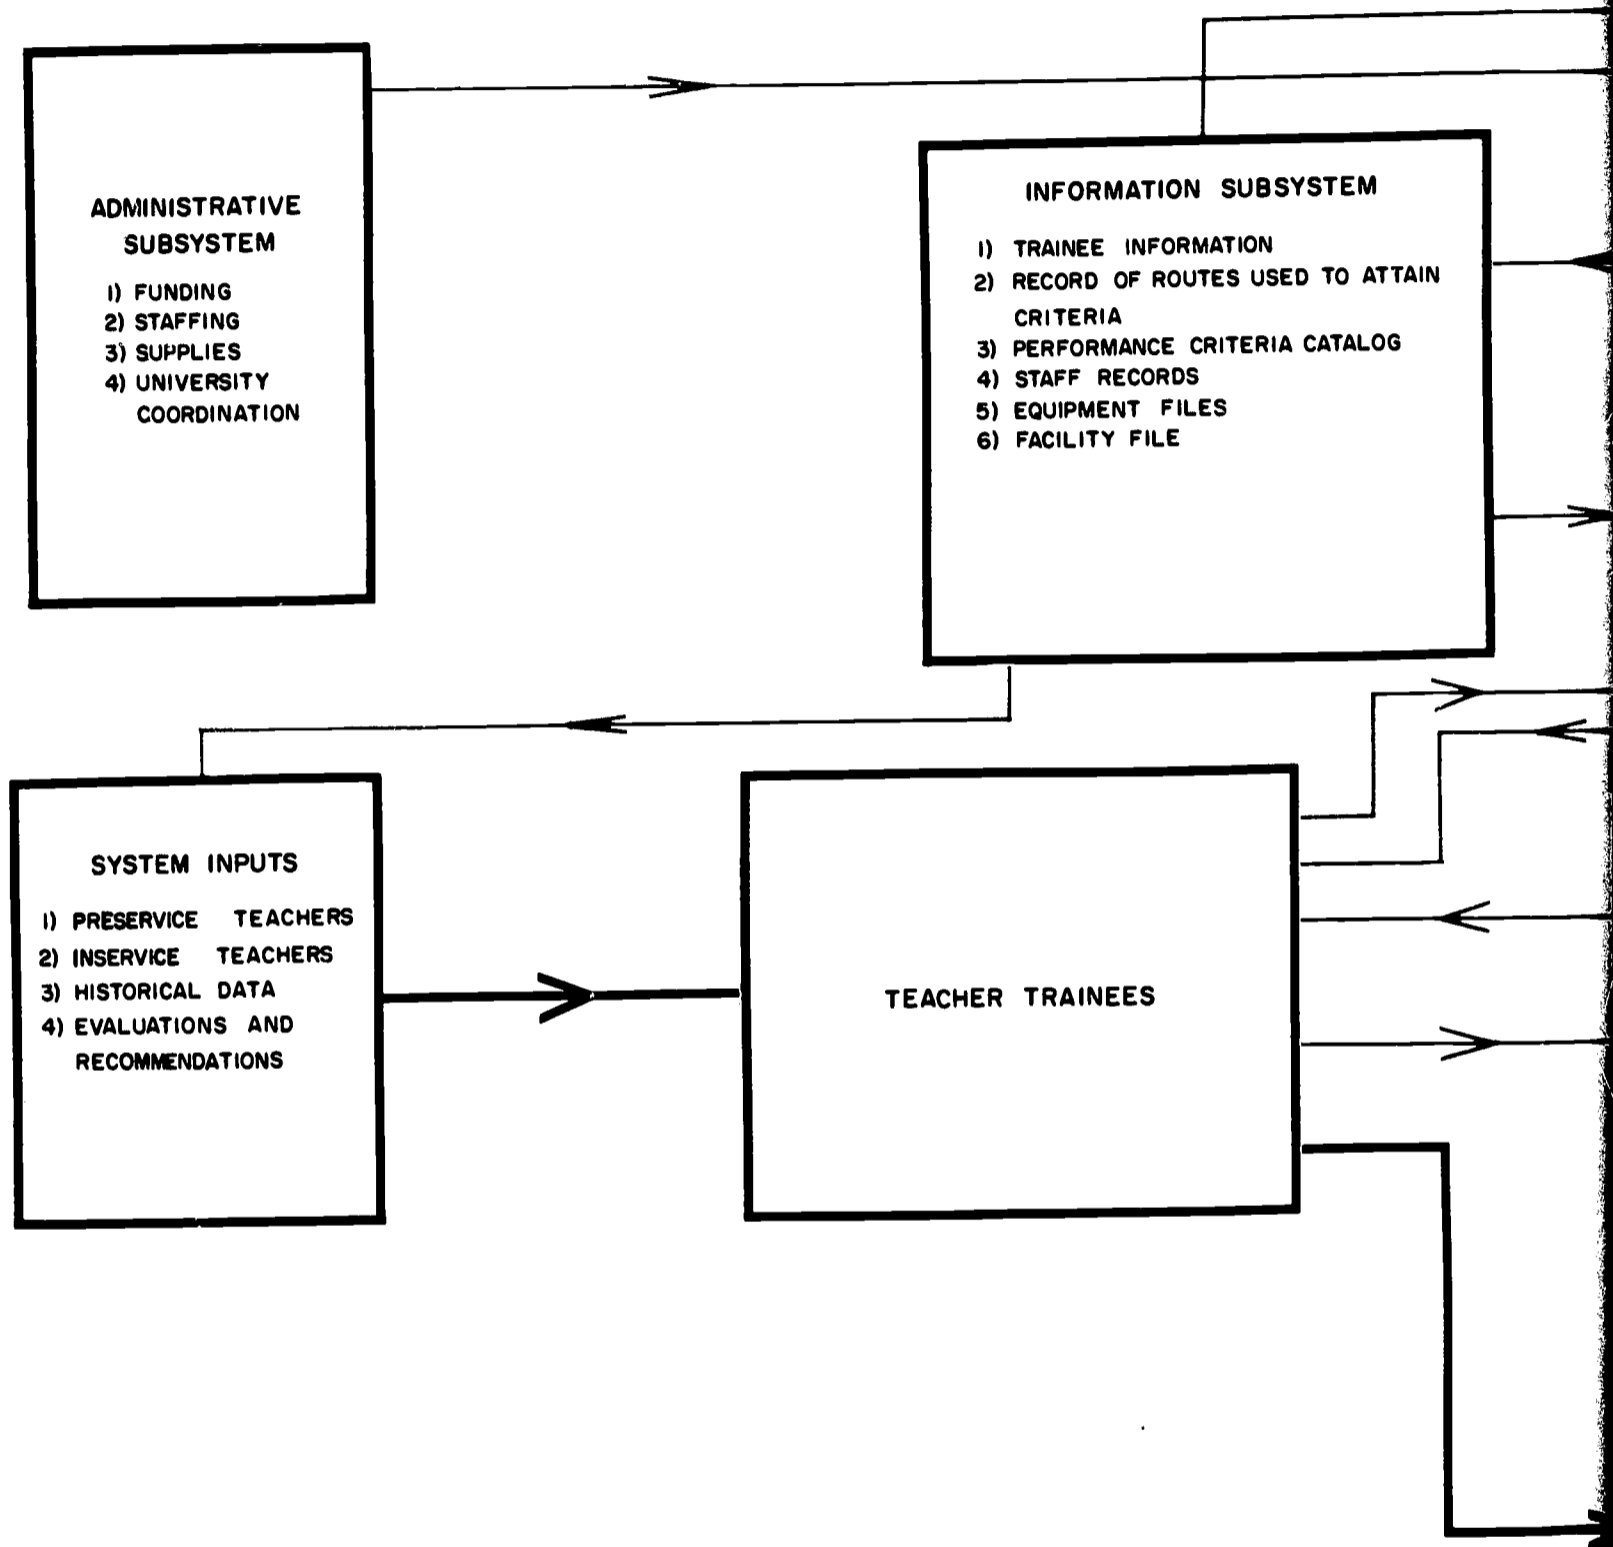 ADMINISTRATIVE
SUBSYSTEM
1) FUNDING
2) STAFFING
3) SUPPLIES
4) UNIVERSITY
COORDINATION
INFORMATION SUBSYSTEM
1) TRAINEE INFORMATION
2) RECORD OF ROUTES USED TO ATTAIN
CRITERIA
3) PERFORMANCE CRITERIA CATALOG
4) STAFF RECORDS
5) EQUIPMENT FILES
6) FACILITY FILE
SYSTEM INPUTS
1) PRESERVICE TEACHERS
2) INSERVICE TEACHERS
3) HISTORICAL DATA
4) EVALUATIONS AND
RECOMMENDATIONS
TEACHER TRAINEES